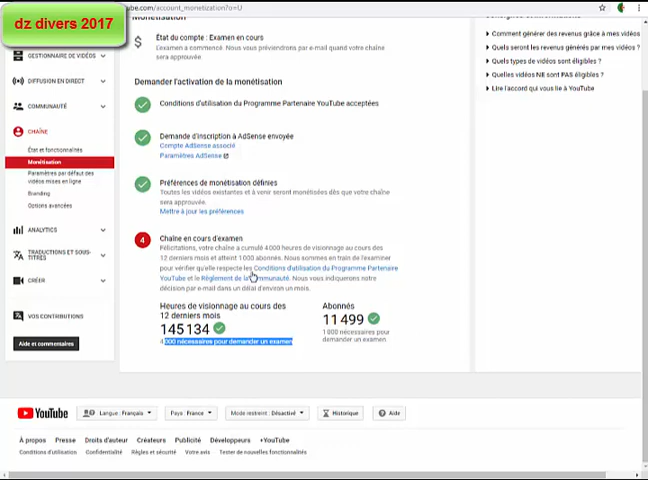 dz divers 2017
ube.com/account_monetization?o=U
Monétisation
GESTIONNAIRE DE VIDÉOS
DIFFUSION EN DIRECT
COMMUNAUTÉ
CHAÎNE
État et fonctionnalités
Monétisation
Paramètres par défaut des
vidéos mises en ligne
Branding
Options avancées
ANALYTICS
TRADUCTIONS ET SOUS-
TITRES
CRÉER
VOS CONTRIBUTIONS
Aide et commentaires
$
État du compte : Examen en cours
L'examen a commencé. Nous vous préviendrons par e-mail quand votre chaîne
sera approuvée
Demander l'activation de la monétisation
Conditions d'utilisation du Programme Partenaire YouTube acceptées
Demande d'inscription à AdSense envoyée
Compte AdSense associé
Paramètres AdSense
Préférences de monétisation définies
Toutes les vidéos existantes et à venir seront monétisées dès que votre chaîne
sera approuvée.
Mettre à jour les préférences
4
Chaîne en cours d'examen
Félicitations, votre chaîne a cumulé 4 000 heures de visionnage au cours des
12 derniers mois et atteint 1 000 abonnés. Nous sommes en train de l'examiner
pour vérifier qu'elle respecte les Conditions d'utilisation du Programme Partenaire
YouTube et le Règlement de la communauté. Nous vous indiquerons notre
décision par e-mail dans un délai d'environ un mois.
Heures de visionnage au cours des
12 derniers mois
145 134
4 000 nécessaires pour demander un examen
Abonnés
11 499
1 000 nécessaires pour
demander un examen.
Comment générer des revenus grâce à mes vidéos
Quels seront les revenus générés par mes vidéos ?
Quels types de vidéos sont éligibles ?
Quelles vidéos NE sont PAS éligibles ?
Lire l'accord qui vous lie à YouTube
YouTube
Langue : Français
Pays : France
Mode restreint : Désactivé
Historique
Aide
À propos Presse Droits d'auteur Créateurs Publicité Développeurs +YouTube
Conditions d'utilisation Confidentialité Règles et sécurité Votre avis Tester de nouvelles fonctionnalités